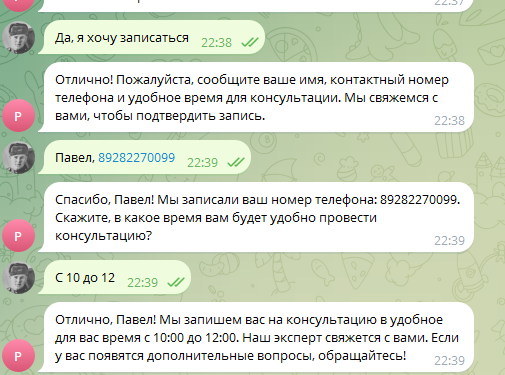 22:37
Да, я хочу записаться 22:38
Отлично! Пожалуйста, сообщите ваше имя, контактный номер
телефона и удобное время для консультации. Мы свяжемся с
вами, чтобы подтвердить запись.
22:38
P
Павел, 89282270099 22:39
Спасибо, Павел! Мы записали ваш номер телефона: 89282270099.
Скажите, в какое время вам будет удобно провести
консультацию?
22:39
P
С 10 до 12 22:39
Отлично, Павел! Мы запишем вас на консультацию в удобное
для вас время с 10:00 до 12:00. Наш эксперт свяжется с вами. Если
у вас появятся дополнительные вопросы, обращайтесь!
22:39
P